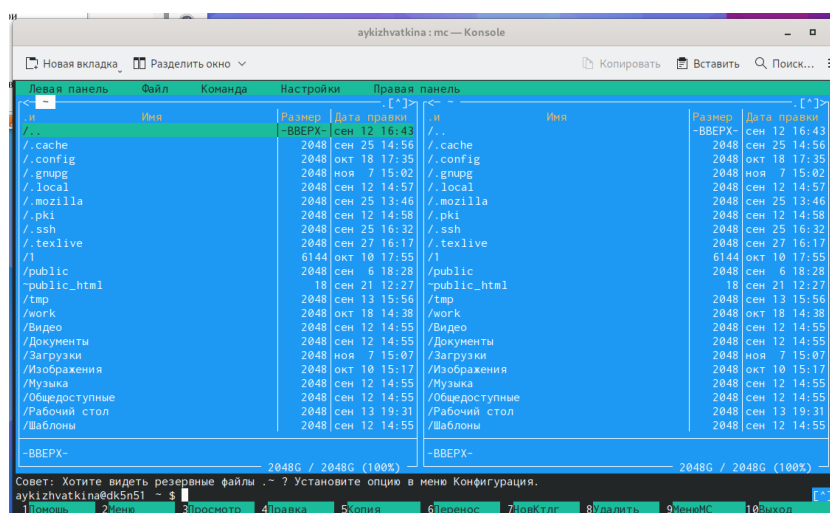 ри
aykizhvatkin : mc — Konsole
Новая вкладка Разделить окно Копировать Вставить Поиск...
Левая панель Файл Команда Настройки Правая панель
<— ~ .[^]> <— ~ .[^]>
.и Имя Размер Дата правки .и Имя Размер Дата правки
/.. -ВВЕРХ- сен 12 16:43 /.. -ВВЕРХ- сен 12 16:43
/.cache 2048 сен 25 14:56 /.cache 2048 сен 25 14:56
/.config 2048 окт 18 17:35 /.config 2048 окт 18 17:35
/.gnupg 2048 ноя 7 15:02 /.gnupg 2048 ноя 7 15:02
/.local 2048 сен 12 14:57 /.local 2048 сен 12 14:57
/.mozilla 2048 сен 25 13:46 /.mozilla 2048 сен 25 13:46
/.pki 2048 сен 12 14:58 /.pki 2048 сен 12 14:58
/.ssh 2048 сен 25 16:32 /.ssh 2048 сен 25 16:32
/.texlive 2048 сен 27 16:17 /.texlive 2048 сен 27 16:17
/1 6144 окт 10 17:55 /1 6144 окт 10 17:55
/public 2048 сен 6 18:28 /public 2048 сен 6 18:28
~public_html 18 сен 21 12:27 ~public_html 18 сен 21 12:27
/tmp 2048 сен 13 15:56 /tmp 2048 сен 13 15:56
/work 2048 окт 18 14:38 /work 2048 окт 18 14:38
/Видео 2048 сен 12 14:55 /Видео 2048 сен 12 14:55
/Документы 2048 сен 12 14:55 /Документы 2048 сен 12 14:55
/Загрузки 2048 ноя 7 15:07 /Загрузки 2048 ноя 7 15:07
/Изображения 2048 окт 10 15:17 /Изображения 2048 окт 10 15:17
/Музыка 2048 сен 12 14:55 /Музыка 2048 сен 12 14:55
/Общедоступные 2048 сен 12 14:55 /Общедоступные 2048 сен 12 14:55
/Рабочий стол 2048 сен 13 19:31 /Рабочий стол 2048 сен 13 19:31
/Шаблоны 2048 сен 12 14:55 /Шаблоны 2048 сен 12 14:55
-ВВЕРХ- -ВВЕРХ-
2048G / 2048G (100%) 2048G / 2048G (100%)
Совет: Хотите видеть резервные файлы .~ ? Установите опцию в меню Конфигурация.
aykizhvatkina@dk5n51 ~ $ [^]
1Помощь 2Меню 3Просмотр 4Правка 5Копия 6Перенос 7НовКтлг 8Удалить 9МенюMC 10Выход